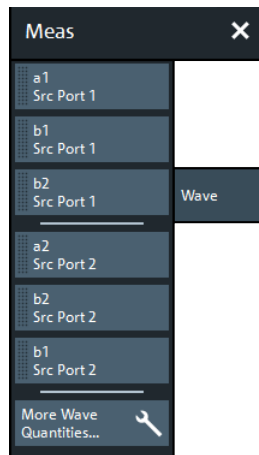 Meas
a1
Src Port 1
b1
Src Port 1
b2
Src Port 1
Wave
a2
Src Port 2
b2
Src Port 2
b1
Src Port 2
More Wave
Quantities...